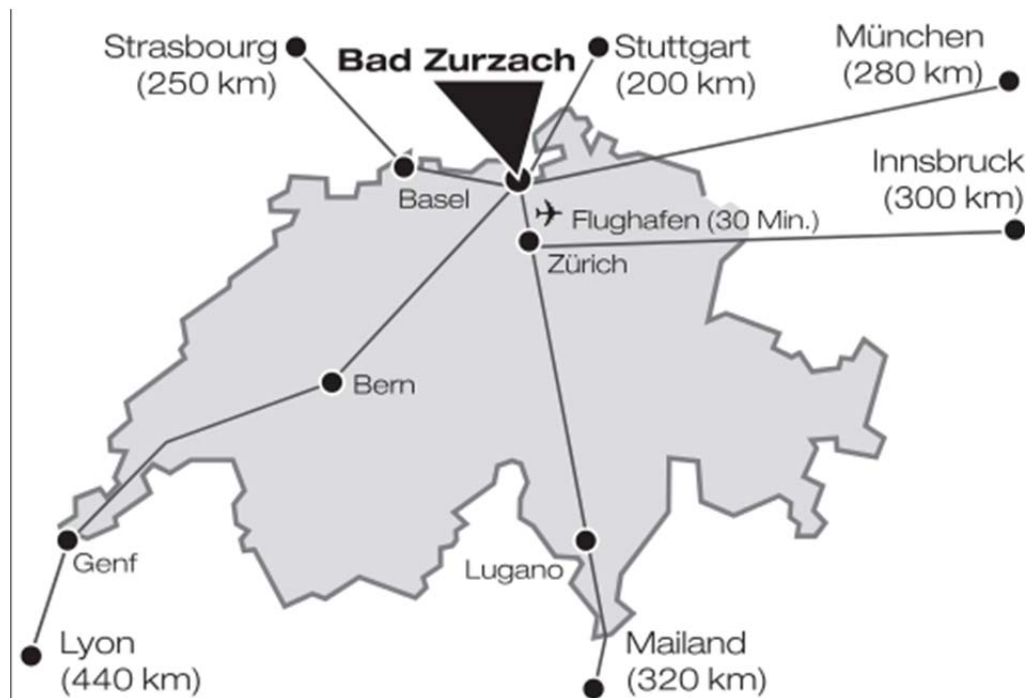 Strasbourg
(250 km)
Bad Zurzach
Stuttgart
(200 km)
München
(280 km)
Innsbruck
(300 km)
Basel
Flughafen (30 Min.)
Zürich
Bern
Genf
Lugano
Lyon
(440 km)
Mailand
(320 km)